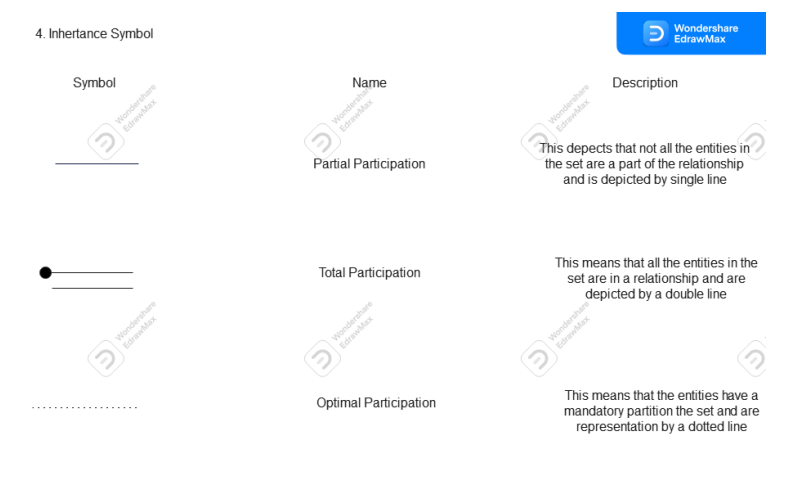 4. Inhertance Symbol
Wondershare
EdrawMax
Symbol
Name
Description
Wondershare
EdrawMax
Wondershare
EdrawMax
Wondershare
EdrawMax
Partial Participation
This depects that not all the entities in
the set are a part of the relationship
and is depicted by single line
Total Participation
This means that all the entities in the
set are in a relationship and are
depicted by a double line
Wondershare
EdrawMax
Wondershare
EdrawMax
Wondershare
EdrawMax
Optimal Participation
This means that the entities have a
mandatory partition the set and are
representation by a dotted line